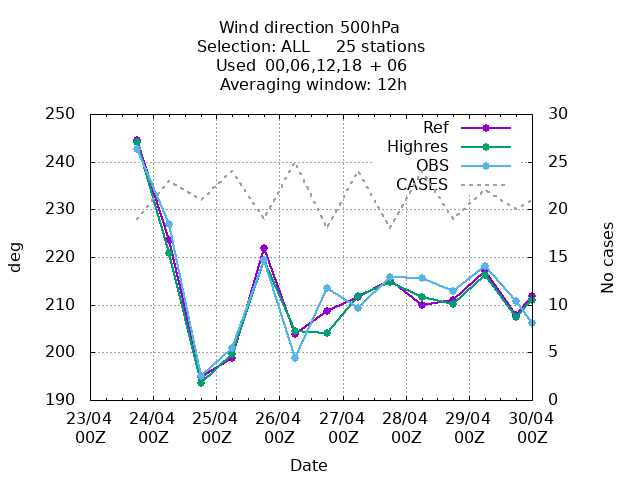 Wind direction 500hPa
Selection: ALL 25 stations
Used 00,06,12,18 + 06
Averaging window: 12h
250 30
Ref
Highres
240 25
OBS
CASES
230 20
220 15
deg
No cases
210 10
200 5
190 0
23/04 24/04 25/04 26/04 27/04 28/04 29/04 30/04
00Z 00Z 00Z 00Z 00Z 00Z 00Z 00Z
Date